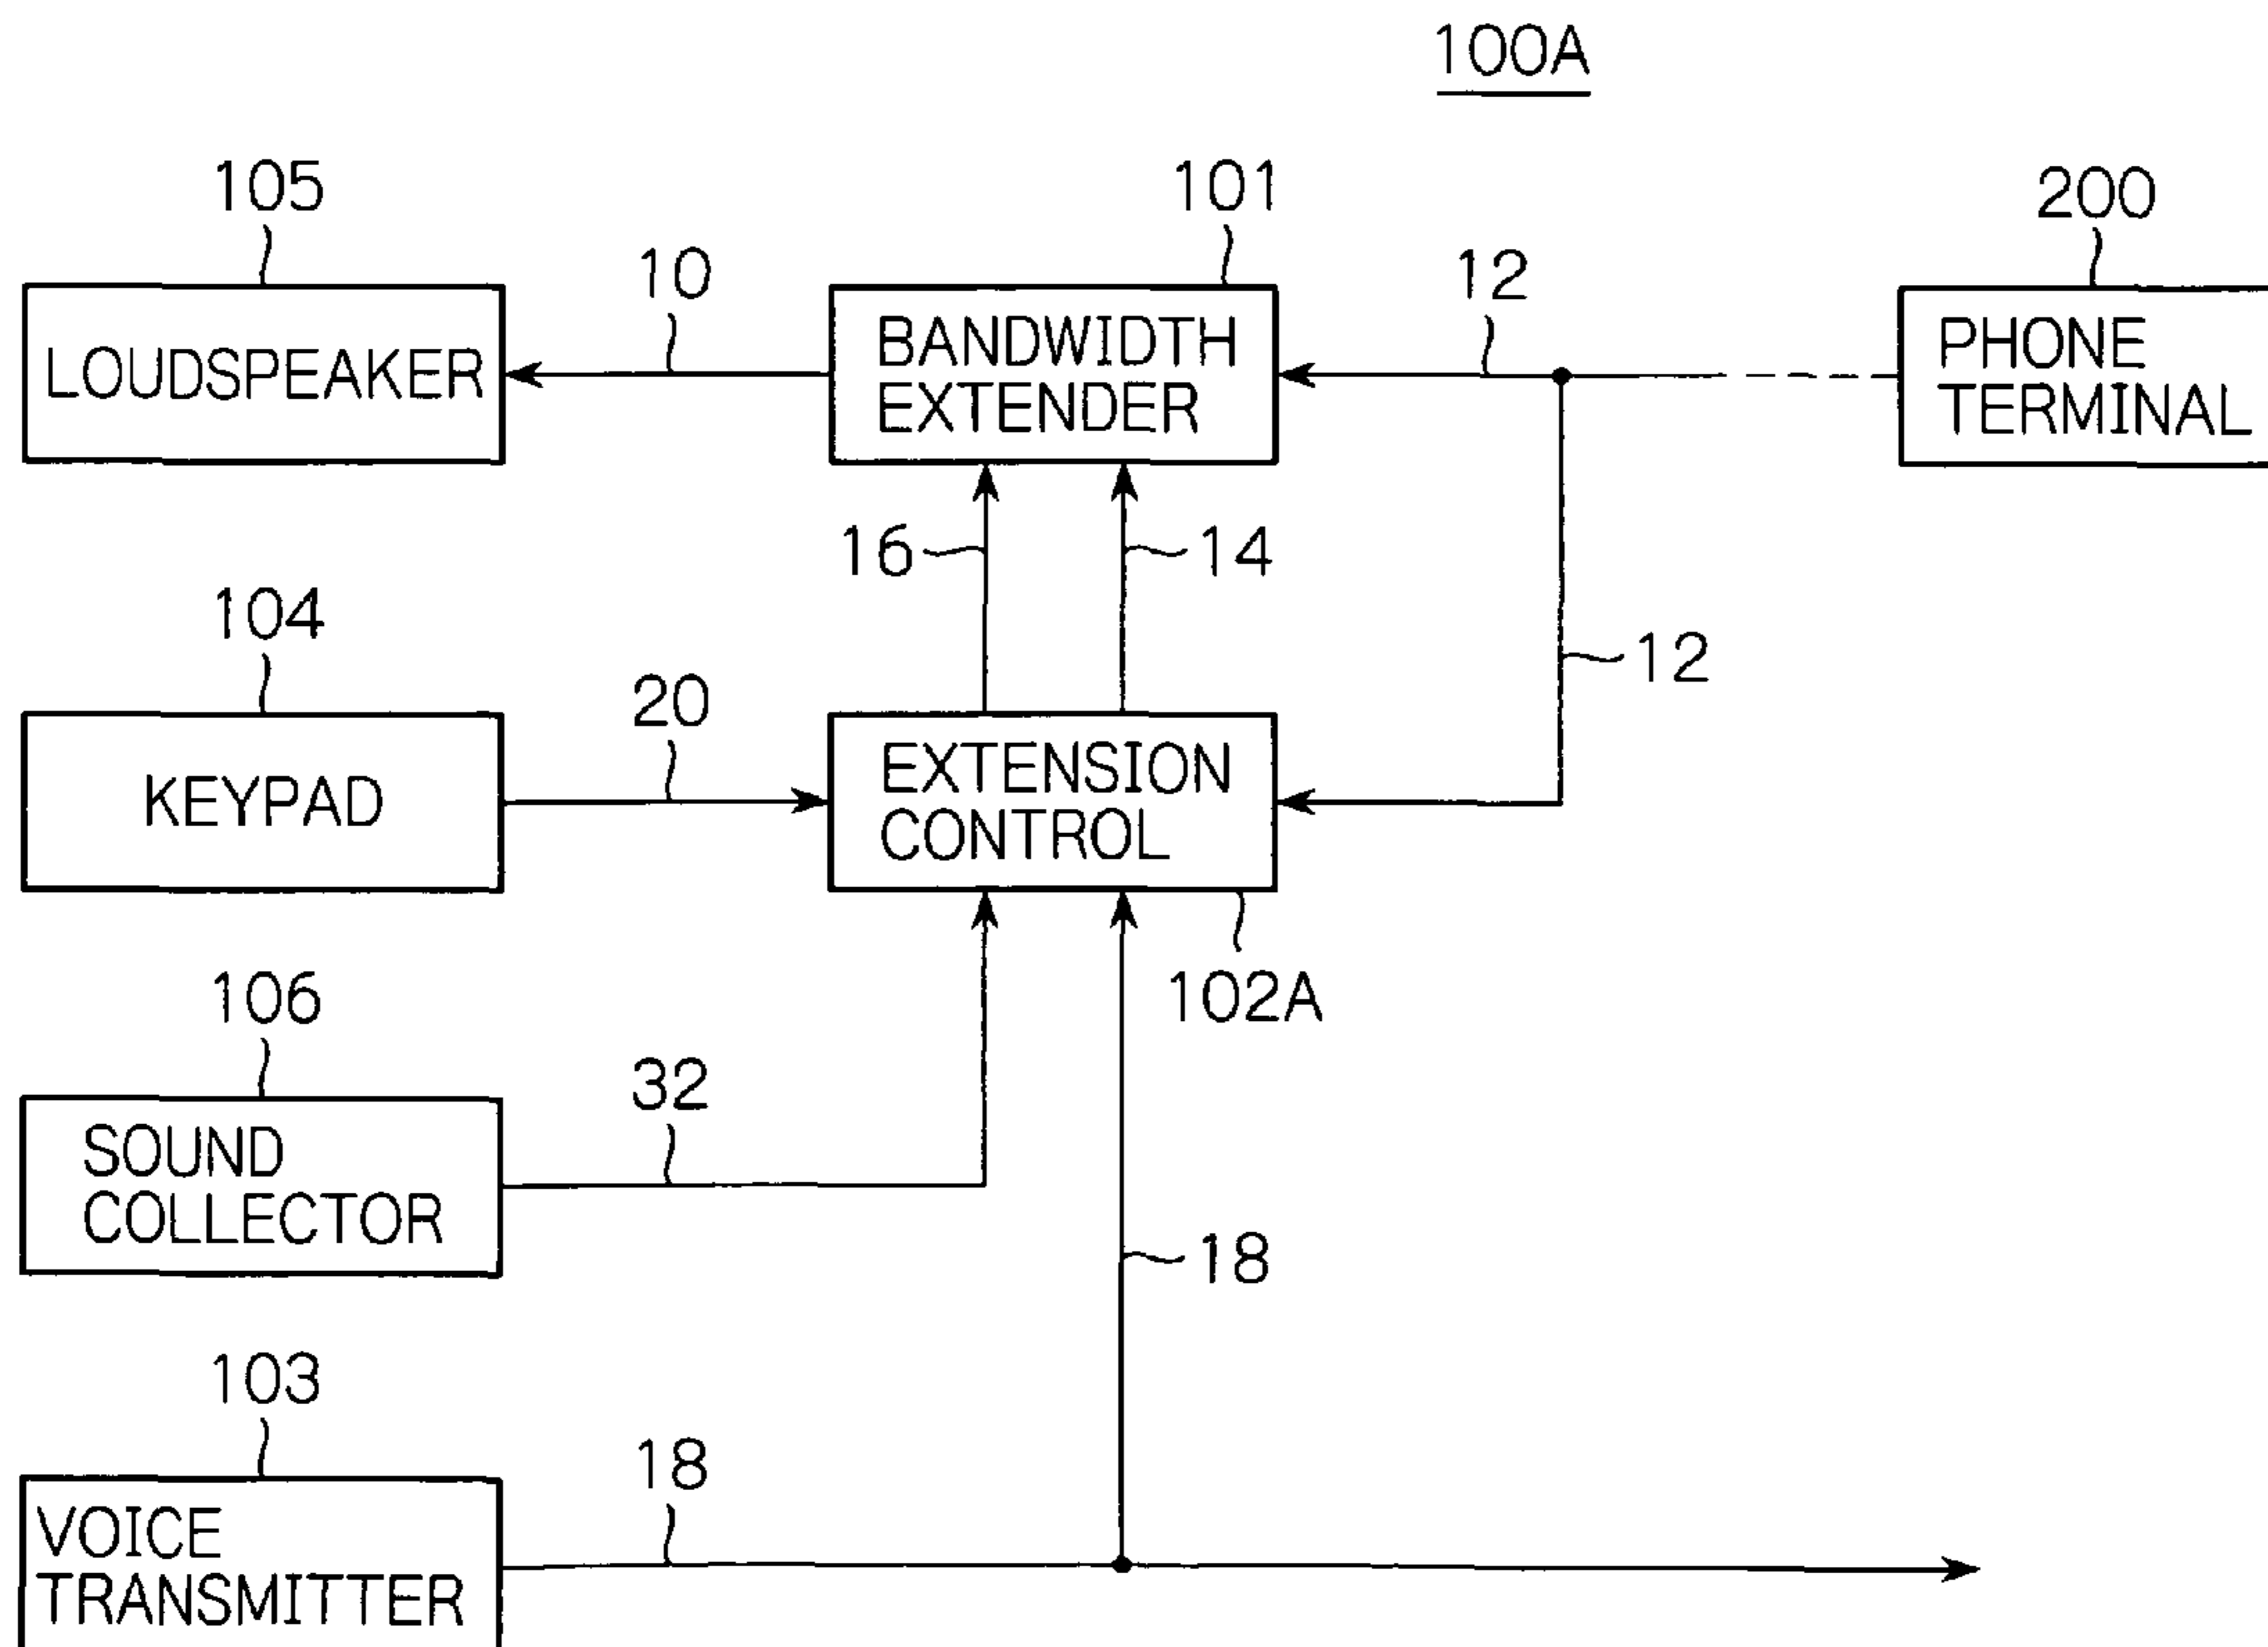 100A
105
101
200
10
12
LOUDSPEAKER
BANDWIDTH
EXTENDER
PHONE
TERMINAL
16
14
104
12
20
KEYPAD
EXTENSION
CONTROL
106
102A
32
SOUND
COLLECTOR
18
103
18
VOICE
TRANSMITTER